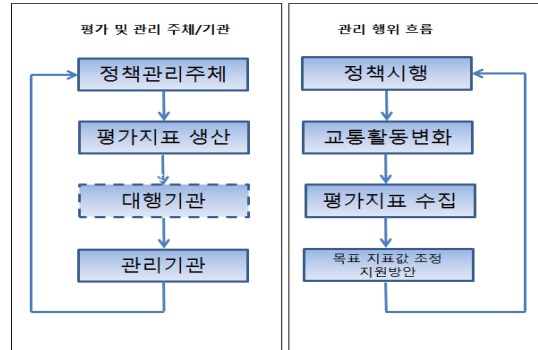 평가 및 관리 주체/기관
정책관리주체
평가지표 생산
대행기관
관리기관
관리 행위 흐름
정책시행
교통활동변화
평가지표 수집
목표 지표값 조정
지원방안